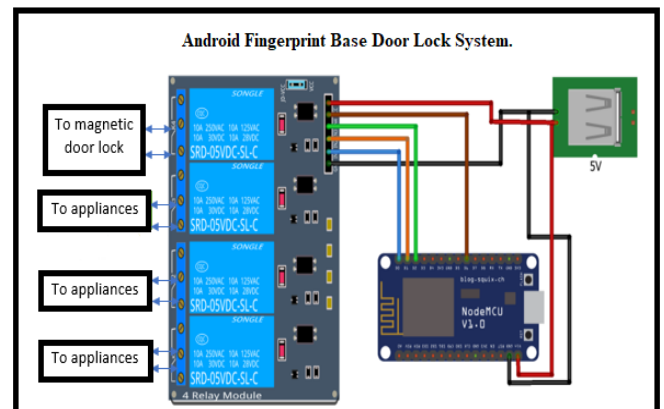 Android Fingerprint Base Door Lock System.
SONGLE
10A 250VAC 10A 125VAC
10A 30VDC 10A 28VDC
SRD-05VDC-SL-C
To magnetic
door lock
SONGLE
10A 250VAC 10A 125VAC
10A 30VDC 10A 28VDC
SRD-05VDC-SL-C
To appliances
SONGLE
10A 250VAC 10A 125VAC
10A 30VDC 10A 28VDC
SRD-05VDC-SL-C
To appliances
SONGLE
10A 250VAC 10A 125VAC
10A 30VDC 10A 28VDC
SRD-05VDC-SL-C
To appliances
4 Relay Module
5V
blog.squix.ch
NodeMCU
V1.0